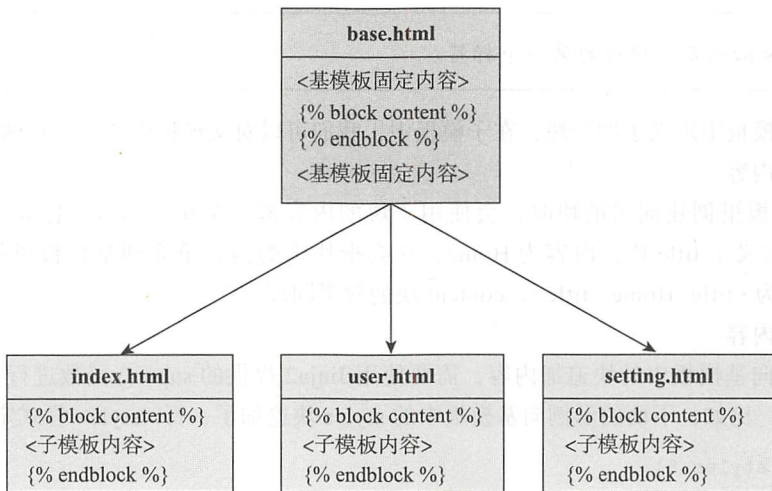 base.html
<基模板固定内容>
{% block content %}
{% endblock %}
<基模板固定内容>
index.html
{% block content %}
<子模板内容>
{% endblock %}
user.html
{% block content %}
<子模板内容>
{% endblock %}
setting.html
{% block content %}
<子模板内容>
{% endblock %}